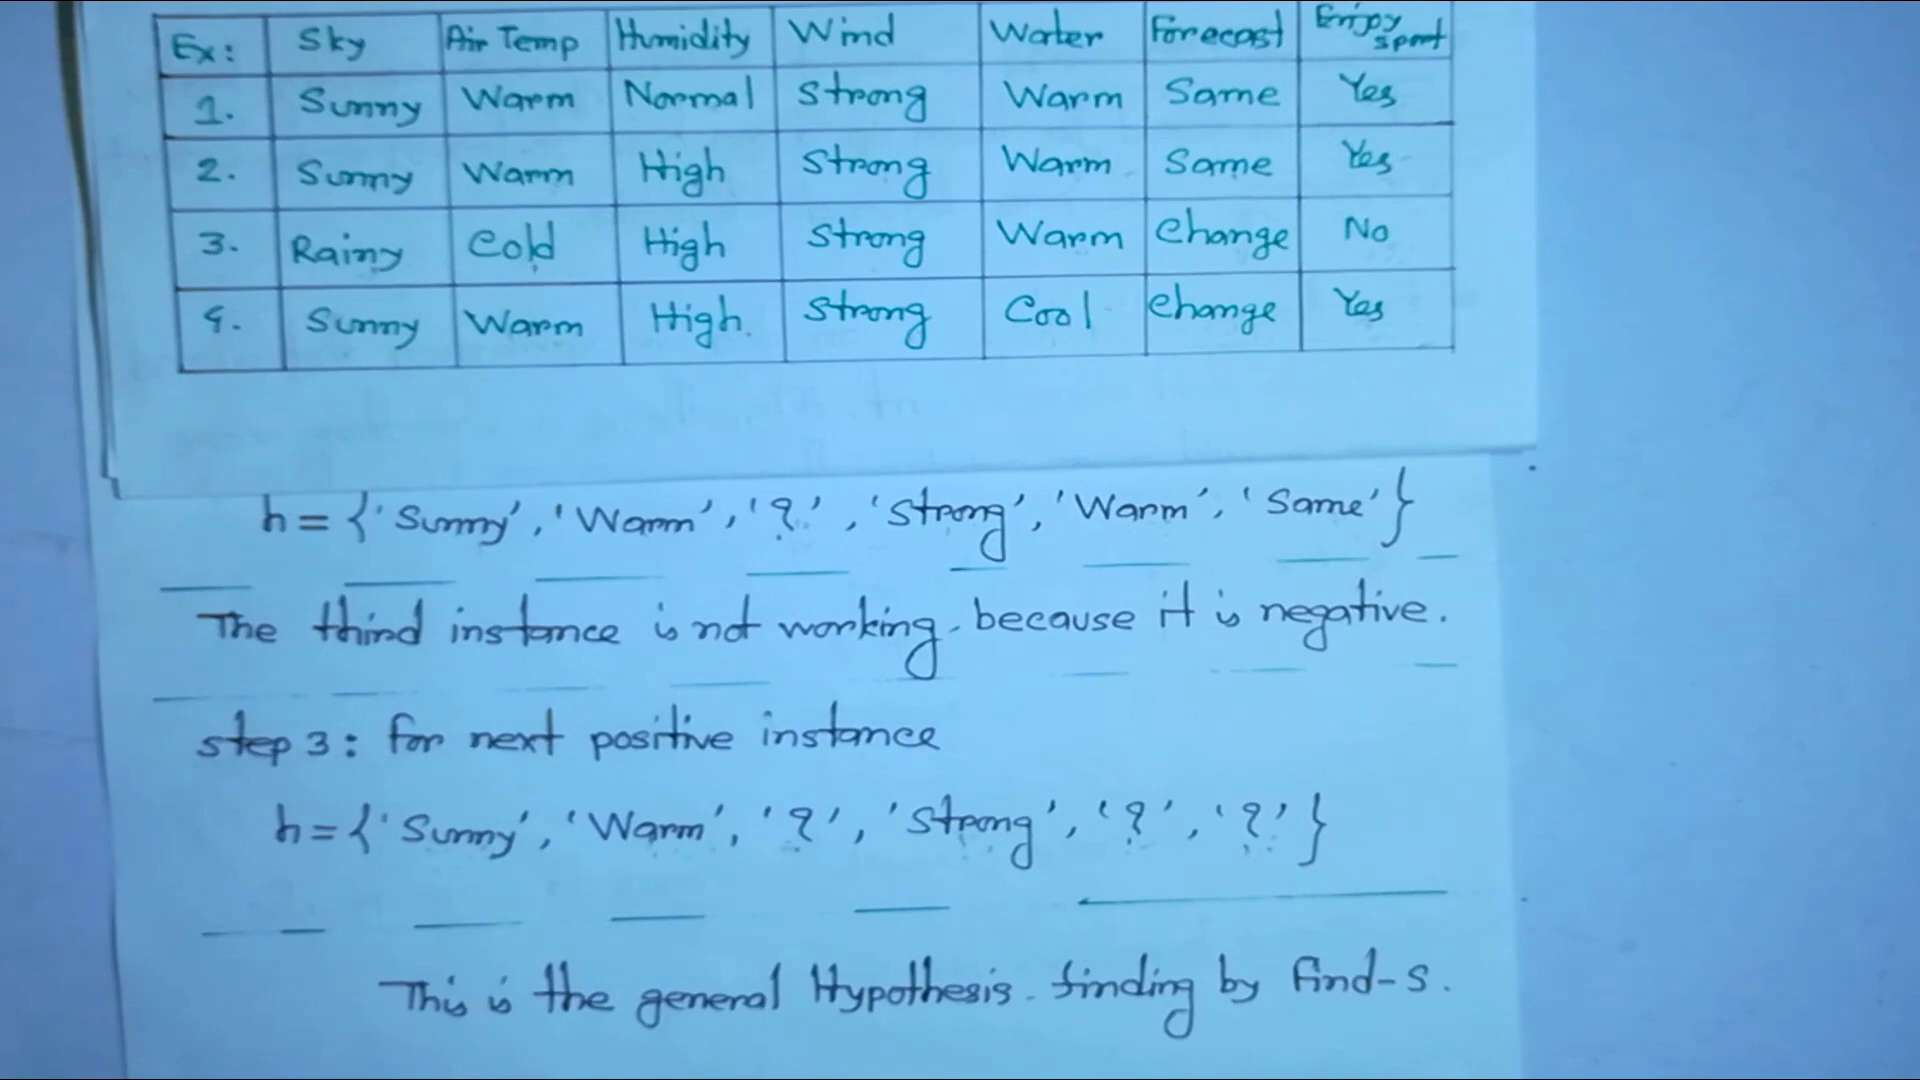 Ex: Sky Air Temp Humidity Wind Water Forecast Enjoy sport
1. Sunny Warm Normal Strong Warm Same Yes
2. Sunny Warm High Strong Warm Same Yes
3. Rainy Cold High Strong Warm Change No
4. Sunny Warm High. Strong Cool Change Yes
h = {'Sunny', 'Warm', '?', 'Strong', 'Warm', 'Same'}
The third instance is not working because it is negative.
step 3: for next positive instance
h = {'Sunny', 'Warm', '?', 'Strong', '?', '?'}
This is the general Hypothesis finding by find-s.